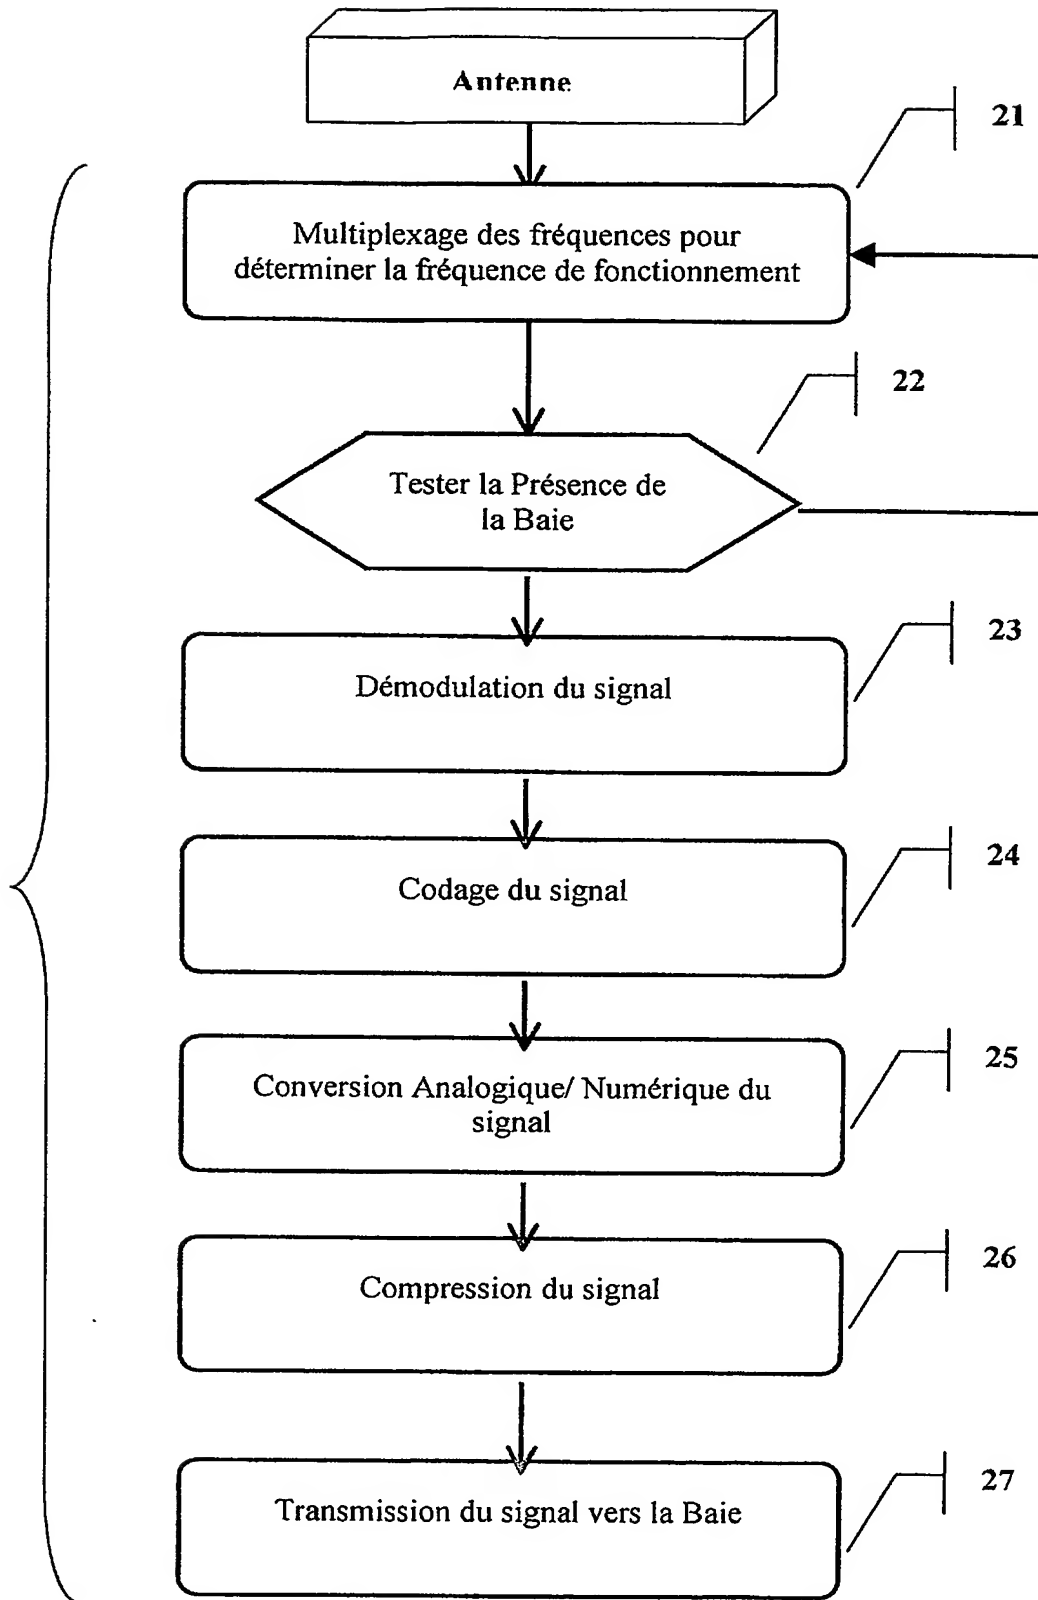 Antenne
21
Multiplexage des fréquences pour
déterminer la fréquence de fonctionnement
22
Tester la Présence de
la Baie
23
Démodulation du signal
24
Codage du signal
25
Conversion Analogique/ Numérique du
signal
26
Compression du signal
27
Transmission du signal vers la Baie